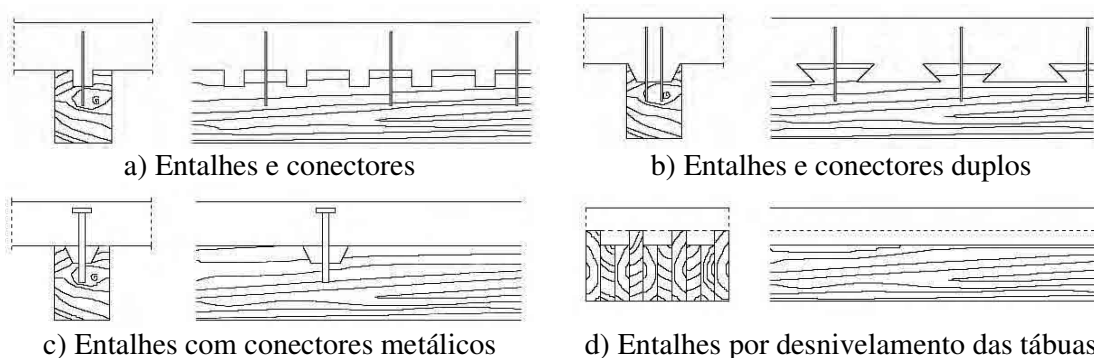 a) Entalhes e conectores
b) Entalhes e conectores duplos
c) Entalhes com conectores metálicos
d) Entalhes por desnivelamento das tábuas